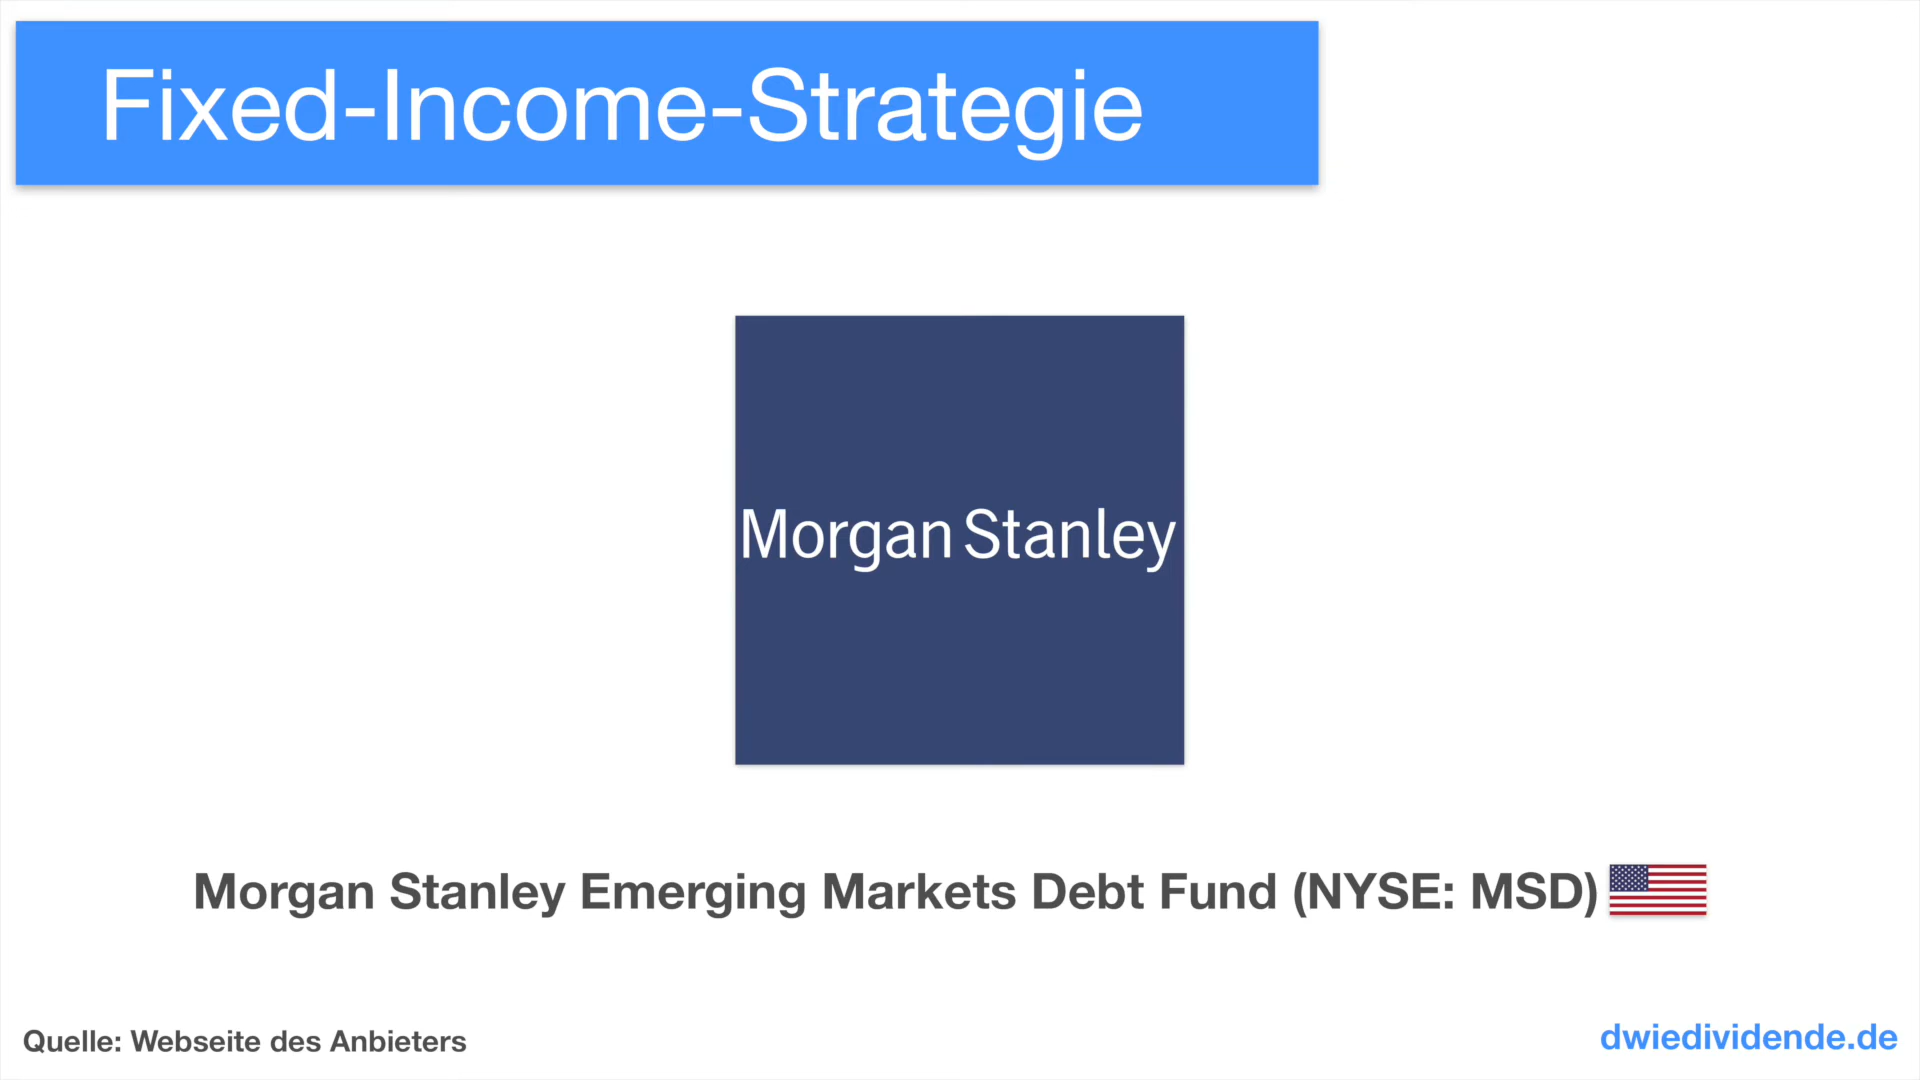 Fixed-Income-Strategie
Morgan Stanley
Morgan Stanley Emerging Markets Debt Fund (NYSE: MSD)
Quelle: Webseite des Anbieters
dwiedividende.de